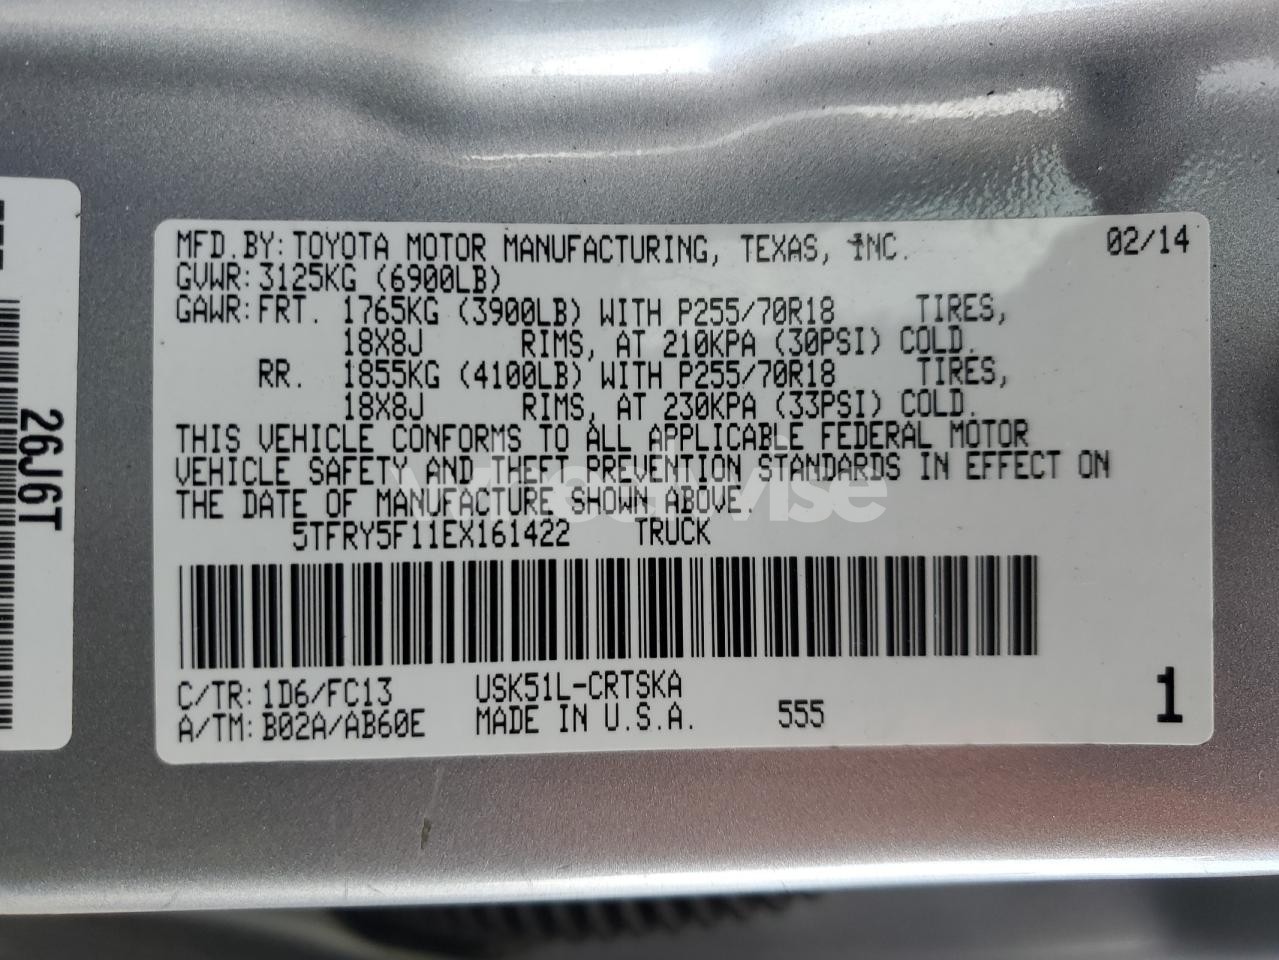 26J6T
MFD.BY: TOYOTA MOTOR MANUFACTURING, TEXAS, INC. 02/14
GVWR: 3125KG (6900LB)
GAWR: FRT. 1765KG (3900LB) WITH P255/70R18 TIRES,
18X8J RIMS, AT 210KPA (30PSI) COLD.
RR. 1855KG (4100LB) WITH P255/70R18 TIRES,
18X8J RIMS, AT 230KPA (33PSI) COLD.
THIS VEHICLE CONFORMS TO ALL APPLICABLE FEDERAL MOTOR
VEHICLE SAFETY AND THEFT PREVENTION STANDARDS IN EFFECT ON
THE DATE OF MANUFACTURE SHOWN ABOVE.
5TFRY5F11EX161422 TRUCK
C/TR: 1D6/FC13 USK51L-CRTSKA
A/TM: B02A/AB60E MADE IN U.S.A. 555 1